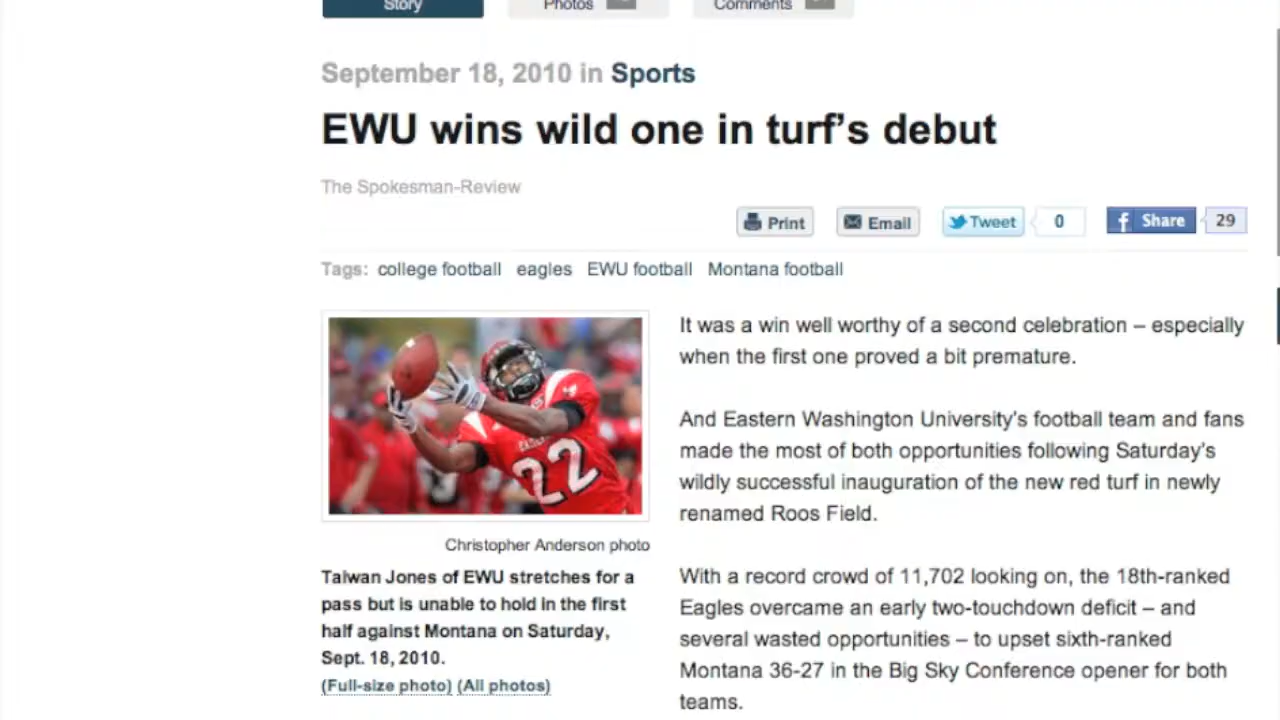 Story
Photos
Comments
September 18, 2010 in Sports
EWU wins wild one in turf's debut
The Spokesman-Review
Print
Email
Tweet
0
Share
29
Tags: college football eagles EWU football Montana football
It was a win well worthy of a second celebration – especially
when the first one proved a bit premature.
And Eastern Washington University's football team and fans
made the most of both opportunities following Saturday's
wildly successful inauguration of the new red turf in newly
renamed Roos Field.
With a record crowd of 11,702 looking on, the 18th-ranked
Eagles overcame an early two-touchdown deficit – and
several wasted opportunities – to upset sixth-ranked
Montana 36-27 in the Big Sky Conference opener for both
teams.
22
Christopher Anderson photo
Taiwan Jones of EWU stretches for a
pass but is unable to hold in the first
half against Montana on Saturday,
Sept. 18, 2010.
(Full-size photo) (All photos)